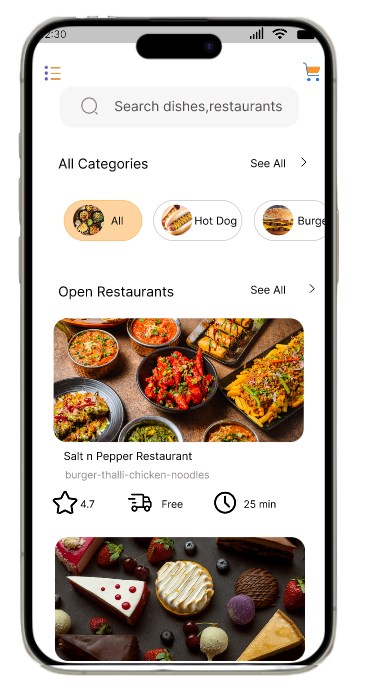 2:30
Search dishes,restaurants
All Categories See All
All Hot Dog Burge
Open Restaurants See All
Salt n Pepper Restaurant
burger-thalli-chicken-noodles
4.7 Free 25 min